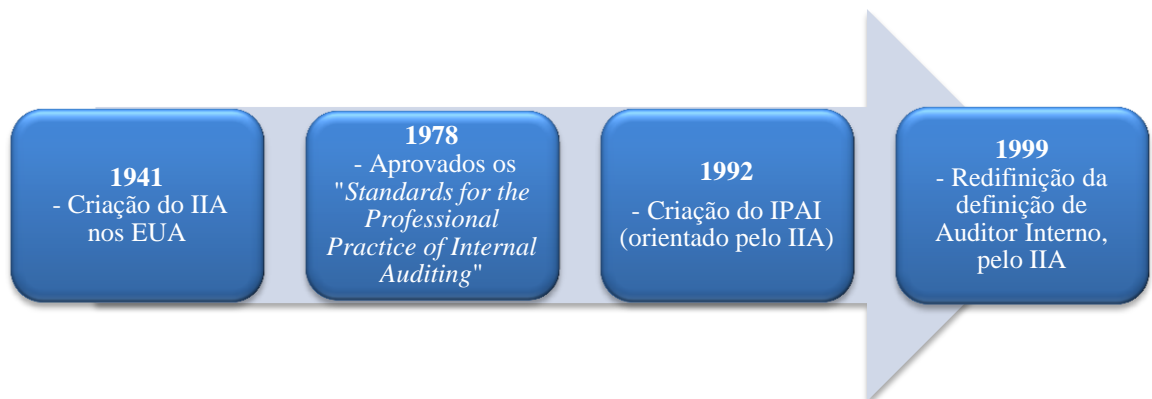 1941
- Criação do IIA
nos EUA
1978
- Aprovados os
"Standards for the
Professional
Practice of Internal
Auditing"
1992
- Criação do IPAI
(orientado pelo IIA)
1999
- Redifinição da
definição de
Auditor Interno,
pelo IIA